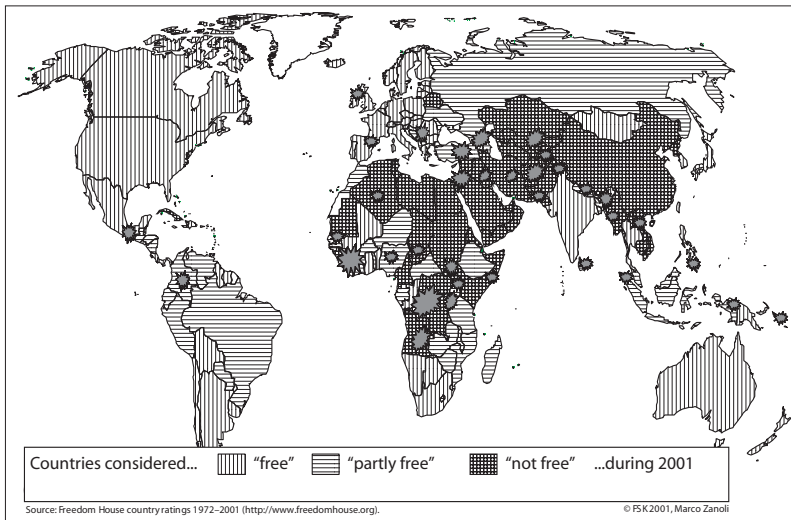 Countries considered... "free" "partly free" "not free" ...during 2001
Source: Freedom House country ratings 1972–2001 (http://www.freedomhouse.org). © FSK 2001, Marco Zanoli